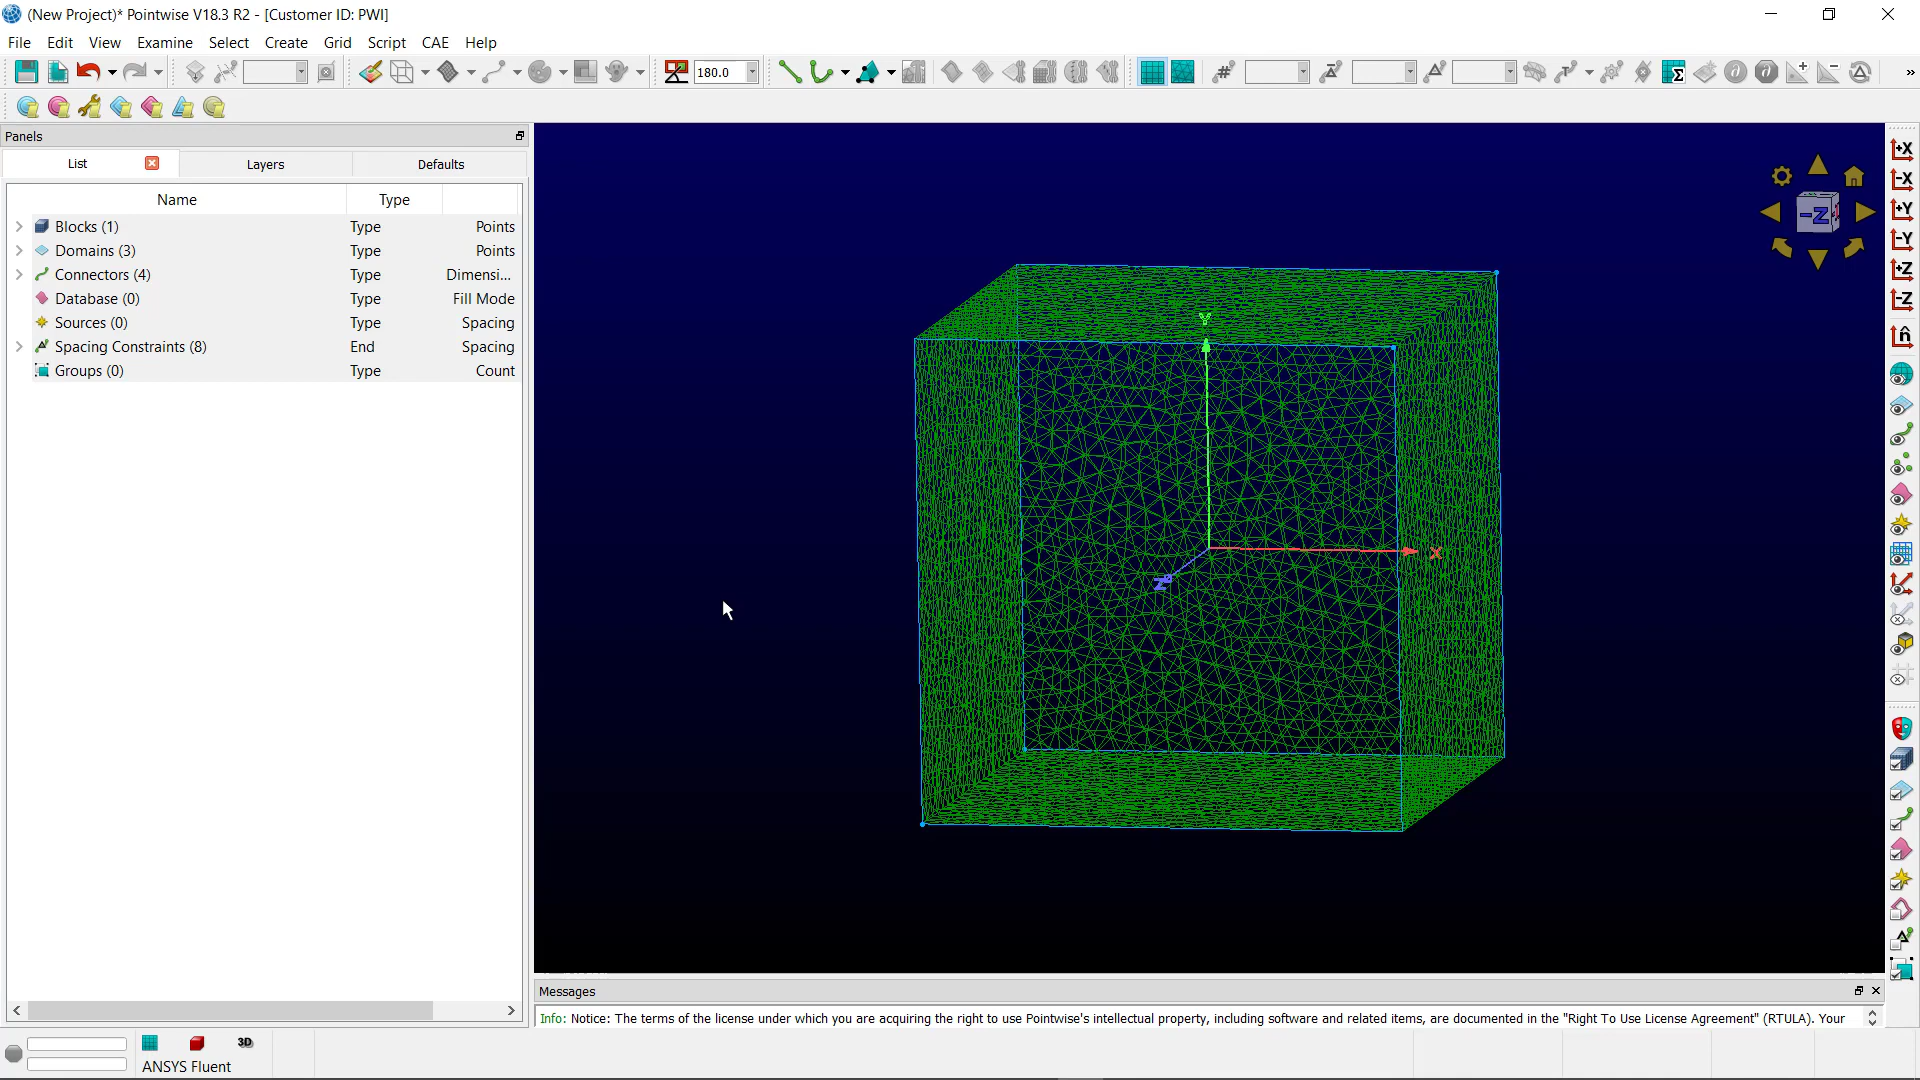 (New Project)* Pointwise V18.3 R2 - [Customer ID: PWI]
File Edit View Examine Select Create Grid Script CAE Help
180.0
Panels
List Layers Defaults
Name Type
Blocks (1) Type Points
Domains (3) Type Points
Connectors (4) Type Dimensi...
Database (0) Type Fill Mode
Sources (0) Type Spacing
Spacing Constraints (8) End Spacing
Groups (0) Type Count
Y
X
Z
-Z
+X
-X
+Y
-Y
+Z
-Z
n̂
Messages
Info: Notice: The terms of the license under which you are acquiring the right to use Pointwise's intellectual property, including software and related items, are documented in the "Right To Use License Agreement" (RTULA). Your
3D
ANSYS Fluent